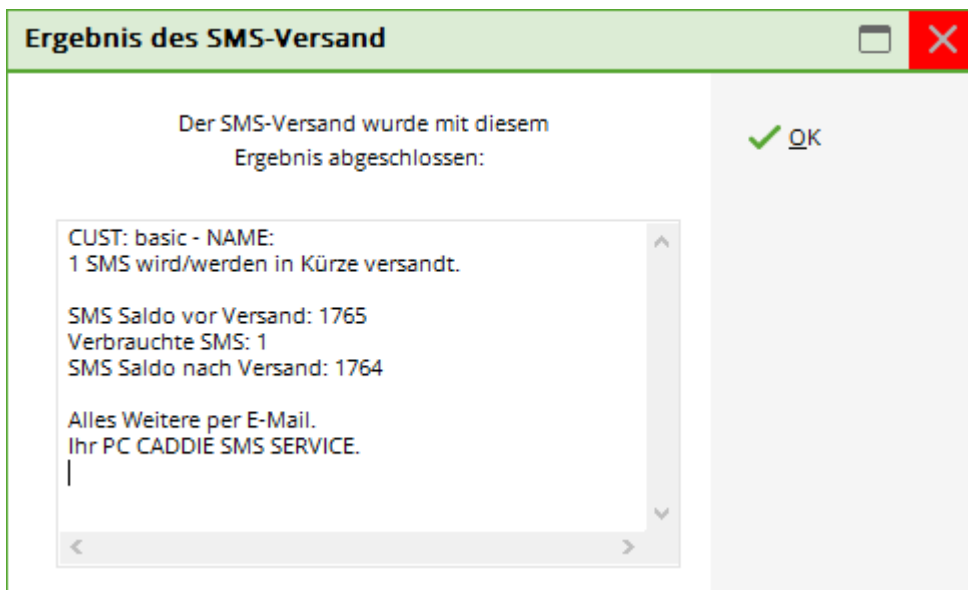 Ergebnis des SMS-Versand
Der SMS-Versand wurde mit diesem
Ergebnis abgeschlossen:
OK
CUST: basic - NAME:
1 SMS wird/werden in Kürze versandt.
SMS Saldo vor Versand: 1765
Verbrauchte SMS: 1
SMS Saldo nach Versand: 1764
Alles Weitere per E-Mail.
Ihr PC CADDIE SMS SERVICE.